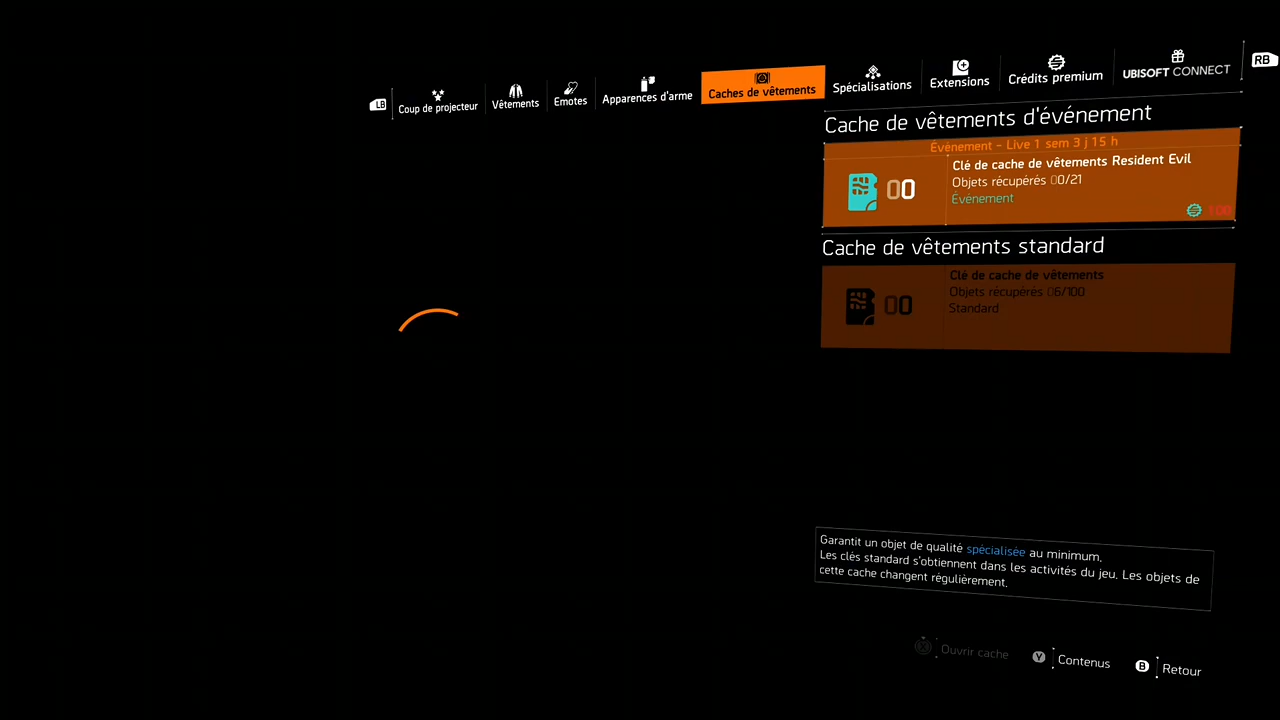 LB
Coup de projecteur
Vêtements
Emotes
Apparences d'arme
Caches de vêtements
Spécialisations
Extensions
Crédits premium
UBISOFT CONNECT
RB
Cache de vêtements d'événement
Événement - Live 1 sem 3 j 15 h
00
Clé de cache de vêtements Resident Evil
Objets récupérés 00/21
Événement
100
Cache de vêtements standard
00
Clé de cache de vêtements
Objets récupérés 06/100
Standard
Garantit un objet de qualité spécialisée au minimum.
Les clés standard s'obtiennent dans les activités du jeu. Les objets de
cette cache changent régulièrement.
Ouvrir cache
Y Contenus
B Retour